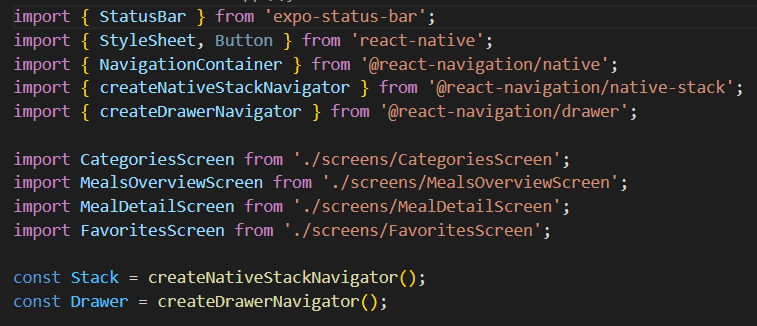 import { StatusBar } from 'expo-status-bar';
import { StyleSheet, Button } from 'react-native';
import { NavigationContainer } from '@react-navigation/native';
import { createNativeStackNavigator } from '@react-navigation/native-stack';
import { createDrawerNavigator } from '@react-navigation/drawer';
import CategoriesScreen from './screens/CategoriesScreen';
import MealsOverviewScreen from './screens/MealsOverviewScreen';
import MealDetailScreen from './screens/MealDetailScreen';
import FavoritesScreen from './screens/FavoritesScreen';
const Stack = createNativeStackNavigator();
const Drawer = createDrawerNavigator();